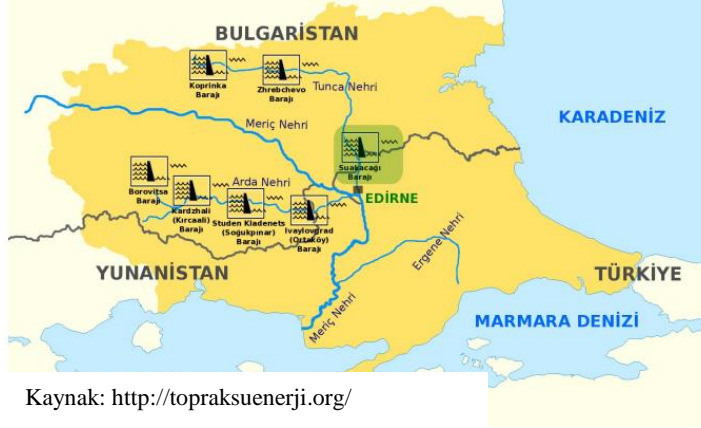 BULGARİSTAN
Koprinka
Barajı
Zhrebchevo
Barajı
Tunca Nehri
KARADENİZ
Meriç Nehri
Suakacağı
Barajı
Borovitsa
Barajı
Arda Nehri
EDİRNE
Kardzhali
(Kırcaali)
Barajı
Studen Kladenets
(Soğukpınar)
Barajı
Ivaylovgrad
(Ortaköy)
Barajı
Ergene Nehri
YUNANİSTAN
TÜRKİYE
Meriç Nehri
MARMARA DENİZİ
Kaynak: http://topraksuenerji.org/